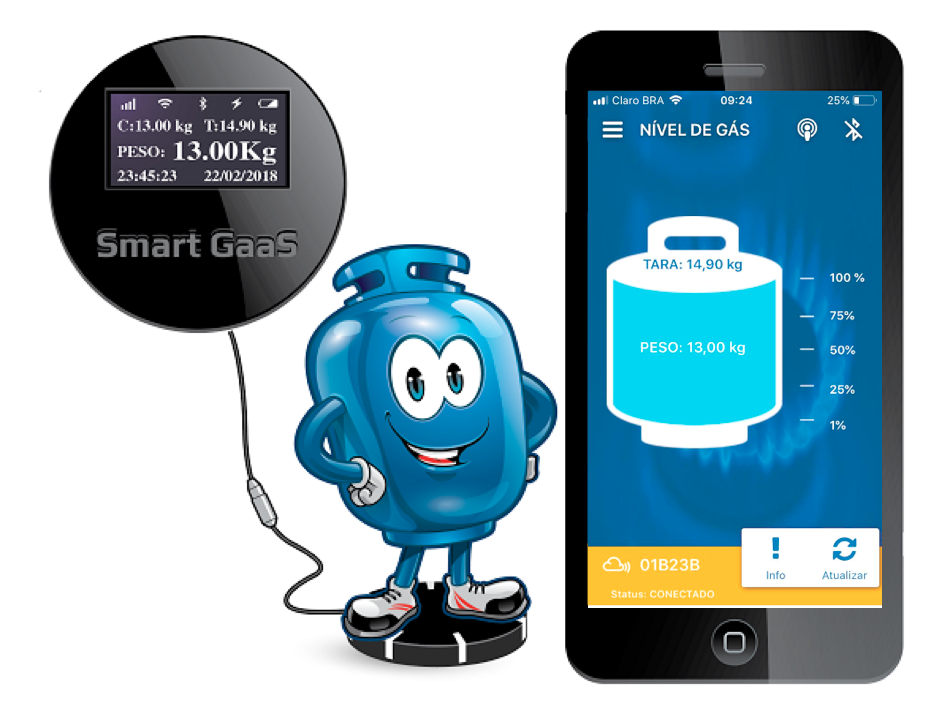 C:13.00 kg T:14.90 kg
PESO: 13.00Kg
23:45:23 22/02/2018
Smart GaaS
Claro BRA 09:24 25%
NÍVEL DE GÁS
TARA: 14,90 kg
PESO: 13,00 kg
100 %
75%
50%
25%
1%
01B23B
Status: CONECTADO
Info
Atualizar